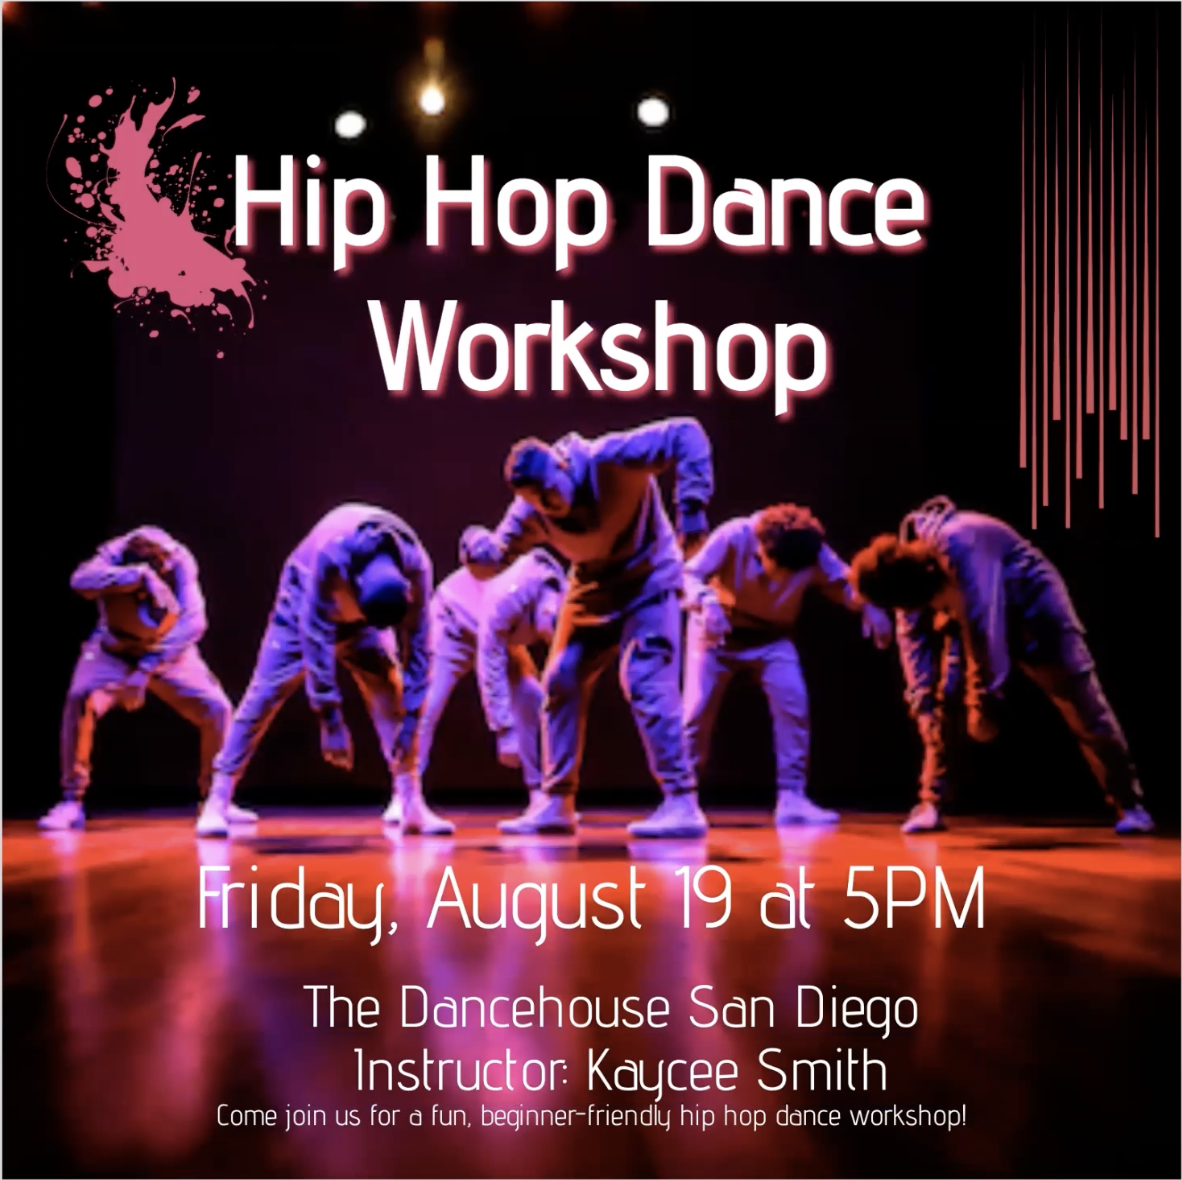 Hip Hop Dance
Workshop
Friday, August 19 at 5PM
The Dancehouse San Diego
Instructor: Kaycee Smith
Come join us for a fun, beginner-friendly hip hop dance workshop!